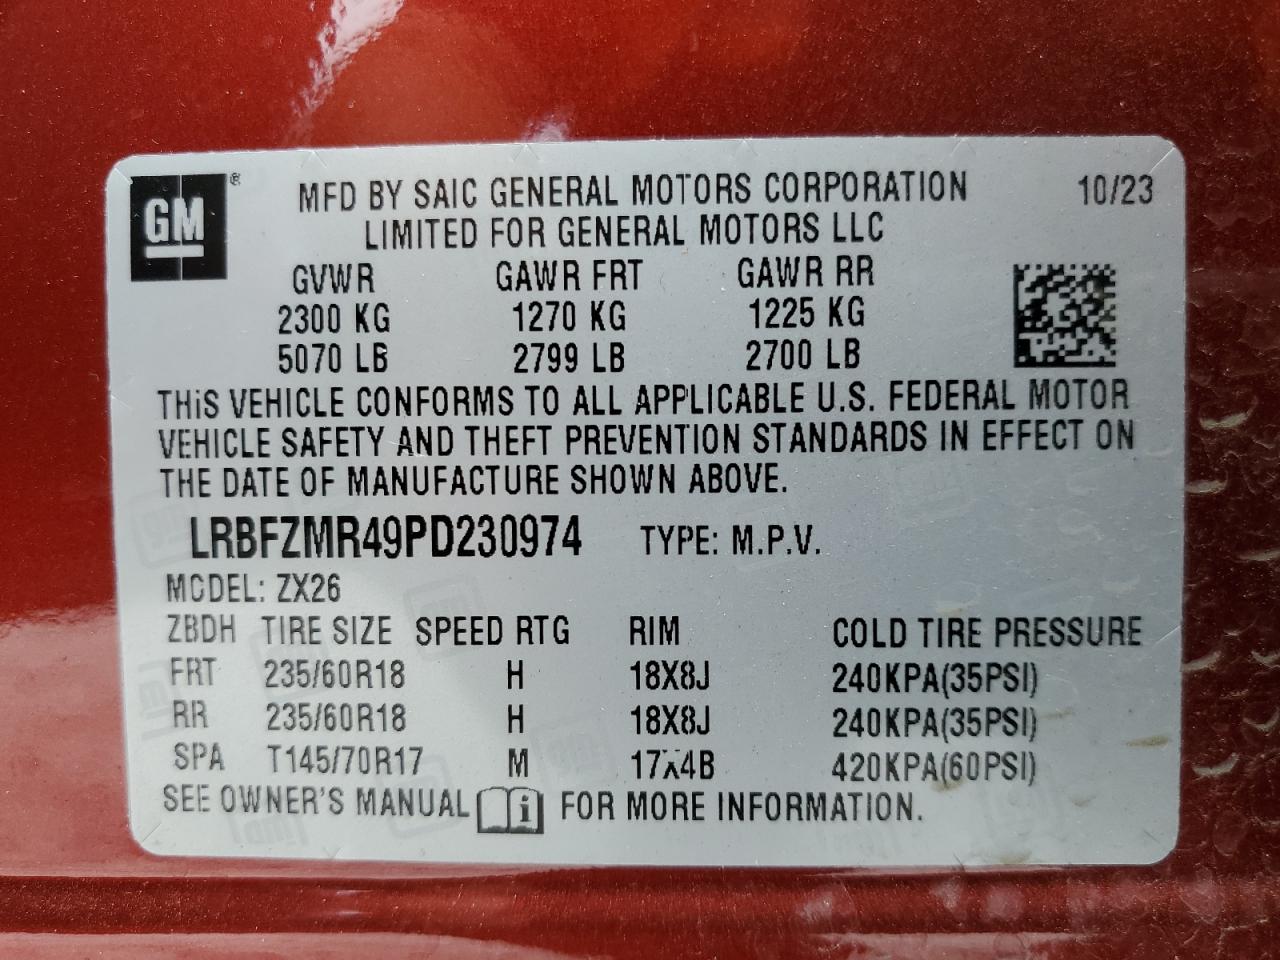 GM ® MFD BY SAIC GENERAL MOTORS CORPORATION 10/23
LIMITED FOR GENERAL MOTORS LLC
GVWR GAWR FRT GAWR RR
2300 KG 1270 KG 1225 KG
5070 LB 2799 LB 2700 LB
THiS VEHICLE CONFORMS TO ALL APPLICABLE U.S. FEDERAL MOTOR
VEHICLE SAFETY AND THEFT PREVENTION STANDARDS IN EFFECT ON
THE DATE OF MANUFACTURE SHOWN ABOVE.
LRBFZMR49PD230974 TYPE: M.P.V.
MODEL: ZX26
ZBDH TIRE SIZE SPEED RTG RIM COLD TIRE PRESSURE
FRT 235/60R18 H 18X8J 240KPA(35PSI)
RR 235/60R18 H 18X8J 240KPA(35PSI)
SPA T145/70R17 M 17X4B 420KPA(60PSI)
SEE OWNER'S MANUAL i FOR MORE INFORMATION.